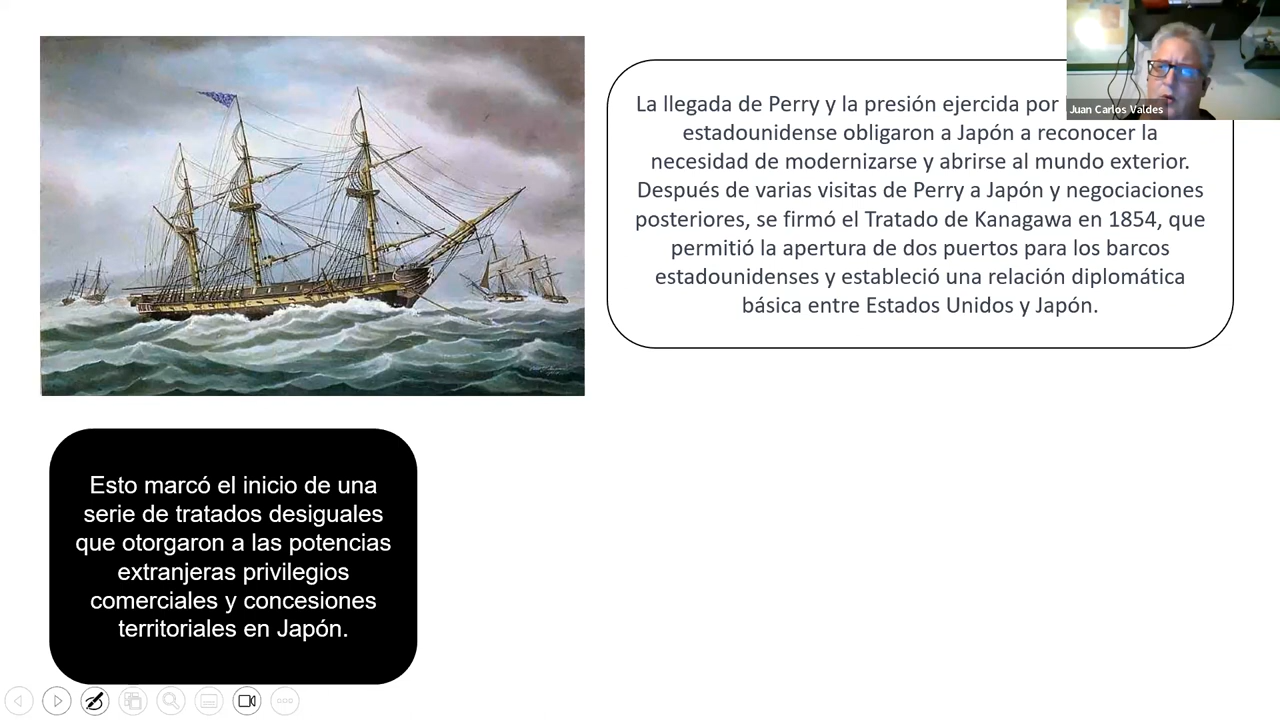 La llegada de Perry y la presión ejercida por
estadounidense obligaron a Japón a reconocer la
necesidad de modernizarse y abrirse al mundo exterior.
Después de varias visitas de Perry a Japón y negociaciones
posteriores, se firmó el Tratado de Kanagawa en 1854, que
permitió la apertura de dos puertos para los barcos
estadounidenses y estableció una relación diplomática
básica entre Estados Unidos y Japón.
Juan Carlos Valdes
Esto marcó el inicio de una
serie de tratados desiguales
que otorgaron a las potencias
extranjeras privilegios
comerciales y concesiones
territoriales en Japón.